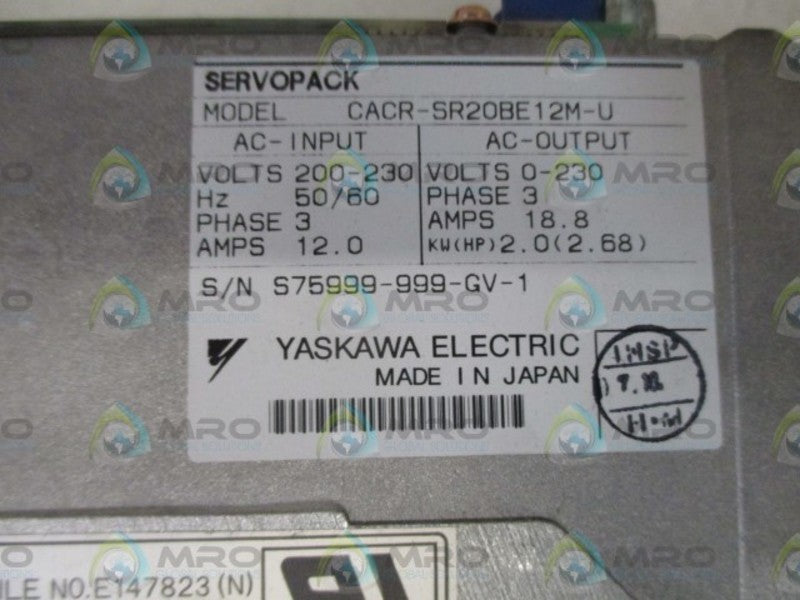 SERVOPACK
MODEL CACR-SR20BE12M-U
AC-INPUT AC-OUTPUT
VOLTS 200-230 VOLTS 0-230
Hz 50/60 PHASE 3
PHASE 3 AMPS 18.8
AMPS 12.0 KW(HP) 2.0(2.68)
S/N S75999-999-GV-1
YASKAWA ELECTRIC
MADE IN JAPAN
INSP
H·M
NO.E147823 (N)
MRO